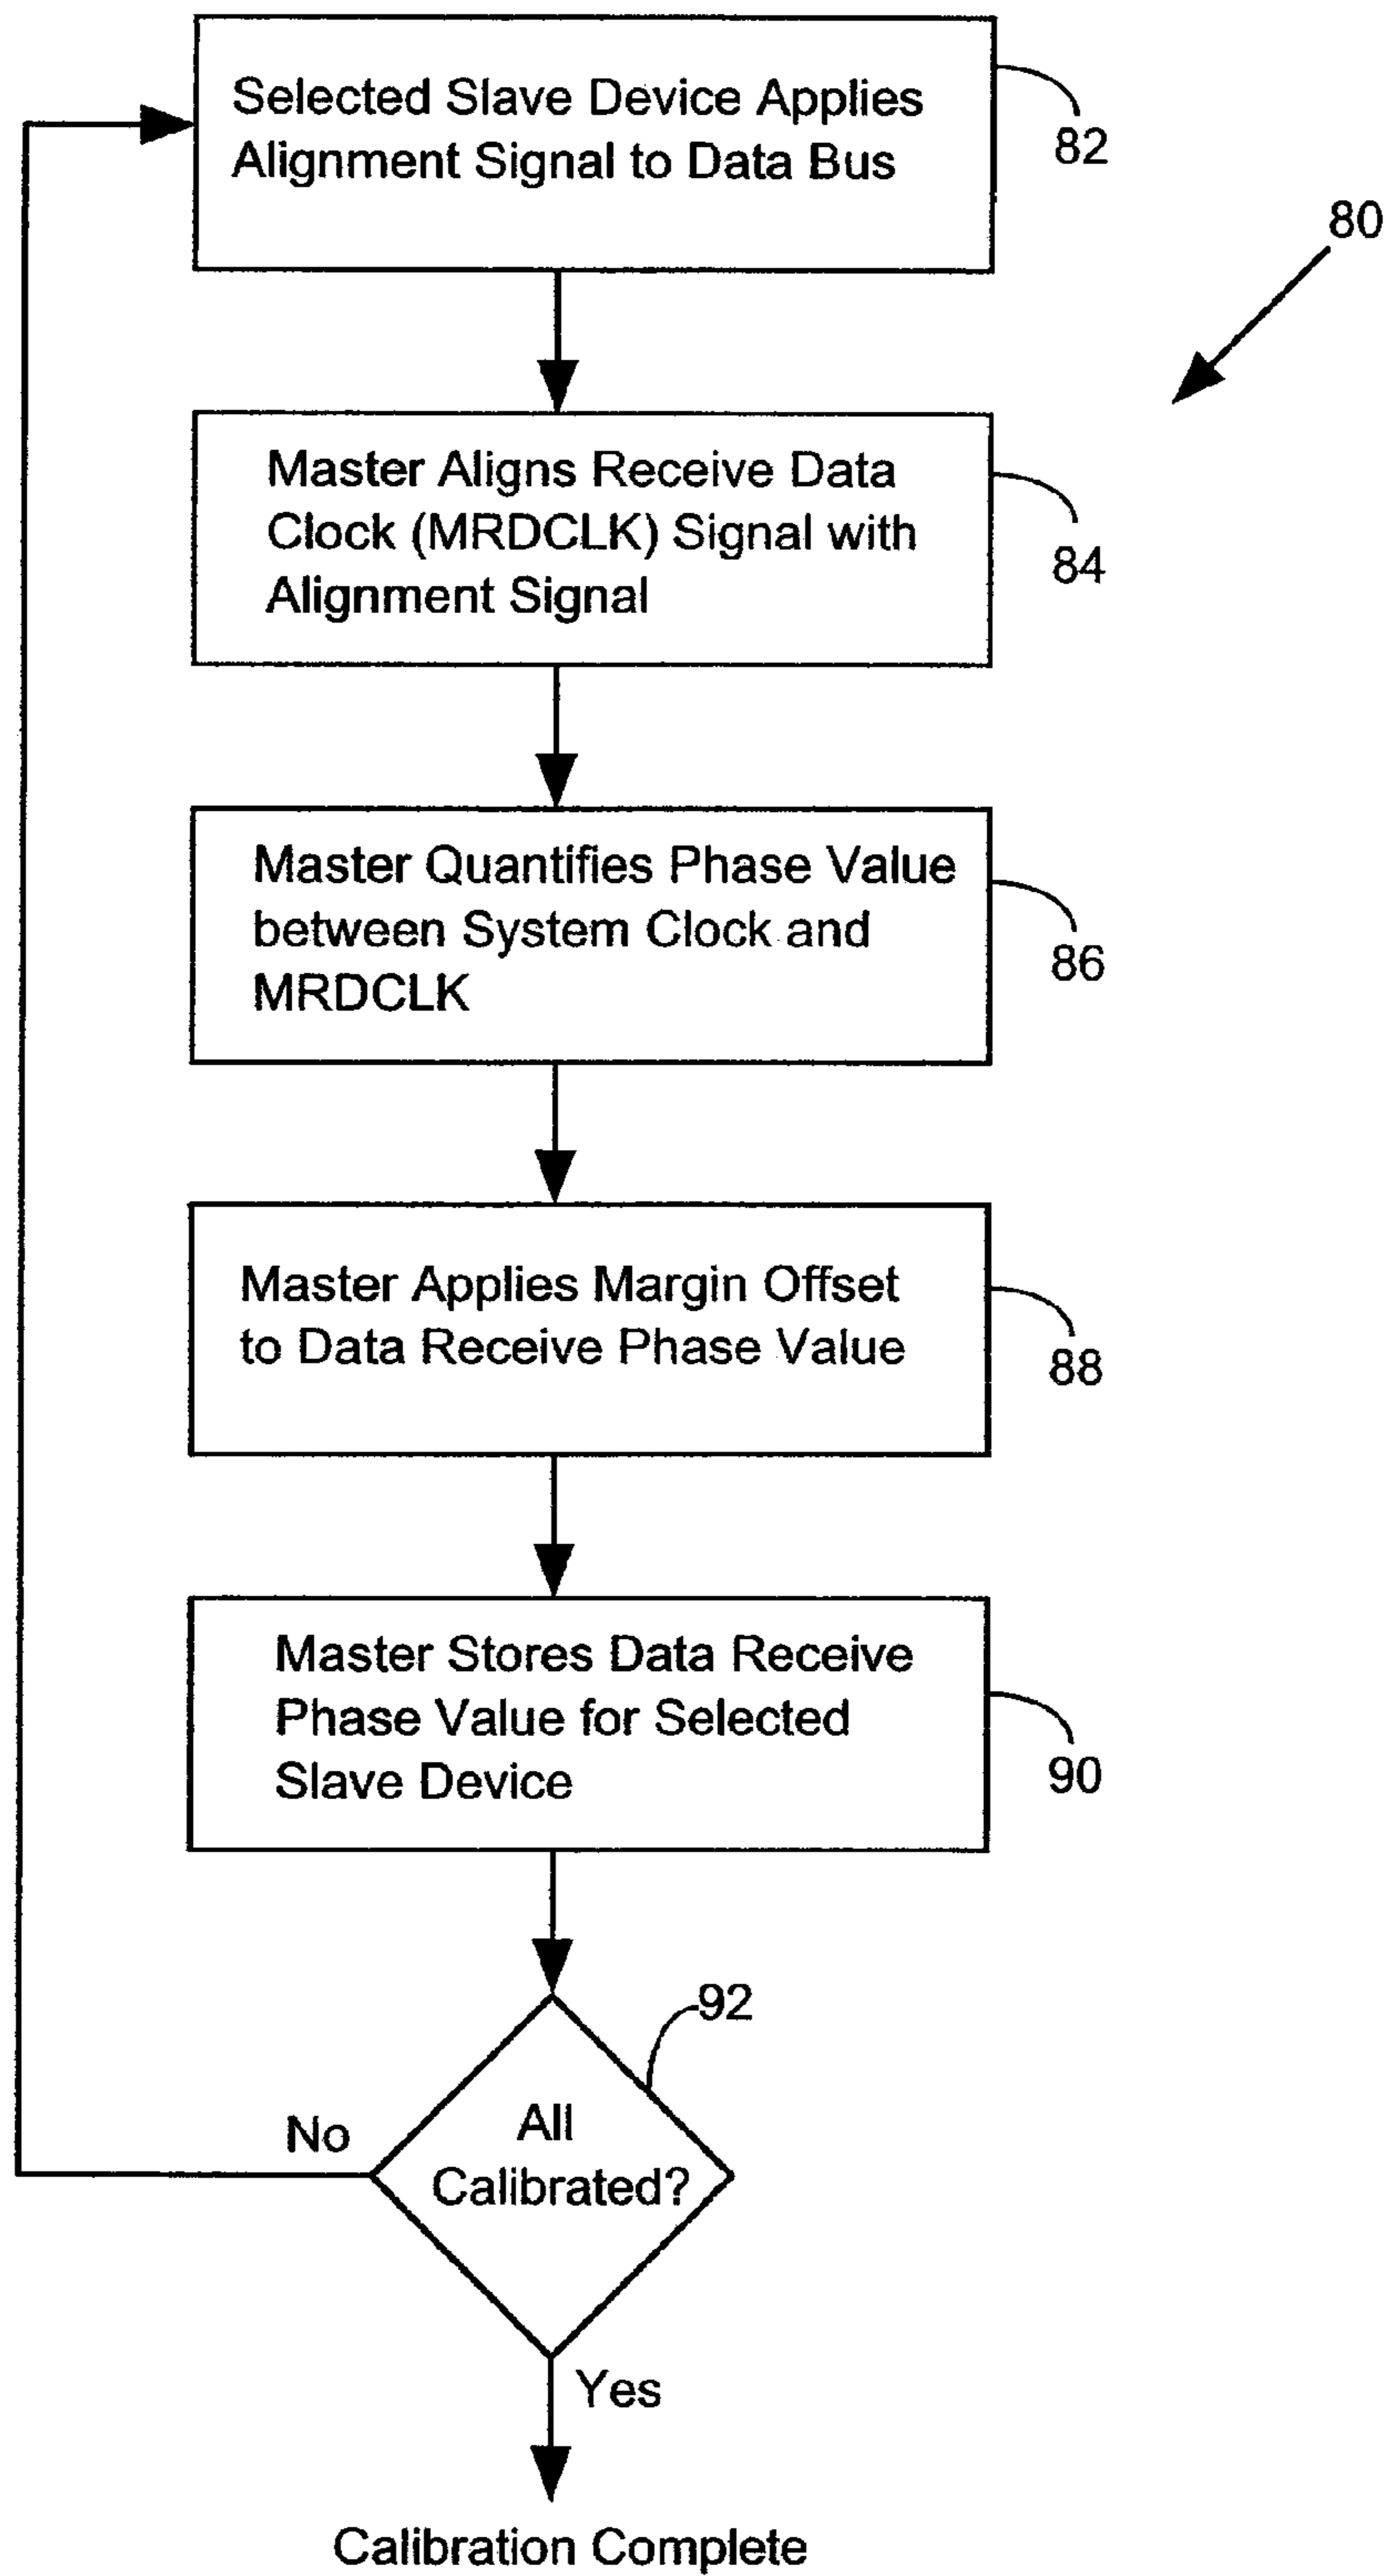 Selected Slave Device Applies
Alignment Signal to Data Bus
82
80
Master Aligns Receive Data
Clock (MRDCLK) Signal with
Alignment Signal
84
Master Quantifies Phase Value
between System Clock and
MRDCLK
86
Master Applies Margin Offset
to Data Receive Phase Value
88
Master Stores Data Receive
Phase Value for Selected
Slave Device
90
92
All
Calibrated?
No
Yes
Calibration Complete